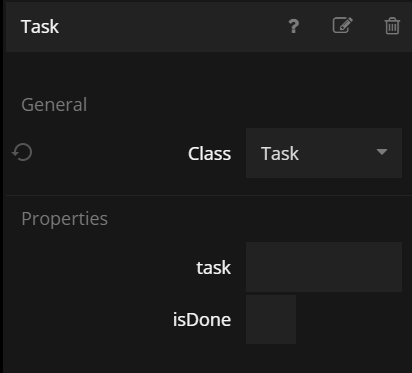 Task ?
General
Class Task
Properties
task
isDone